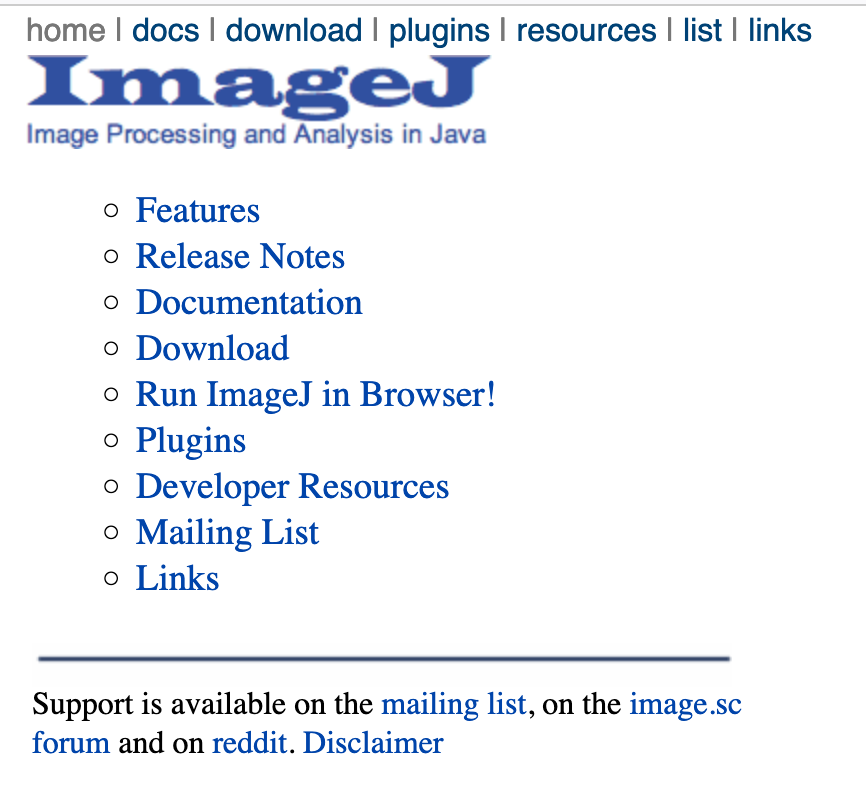 home | docs | download | plugins | resources | list | links
ImageJ
Image Processing and Analysis in Java
Features
Release Notes
Documentation
Download
Run ImageJ in Browser!
Plugins
Developer Resources
Mailing List
Links
Support is available on the mailing list, on the image.sc
forum and on reddit. Disclaimer